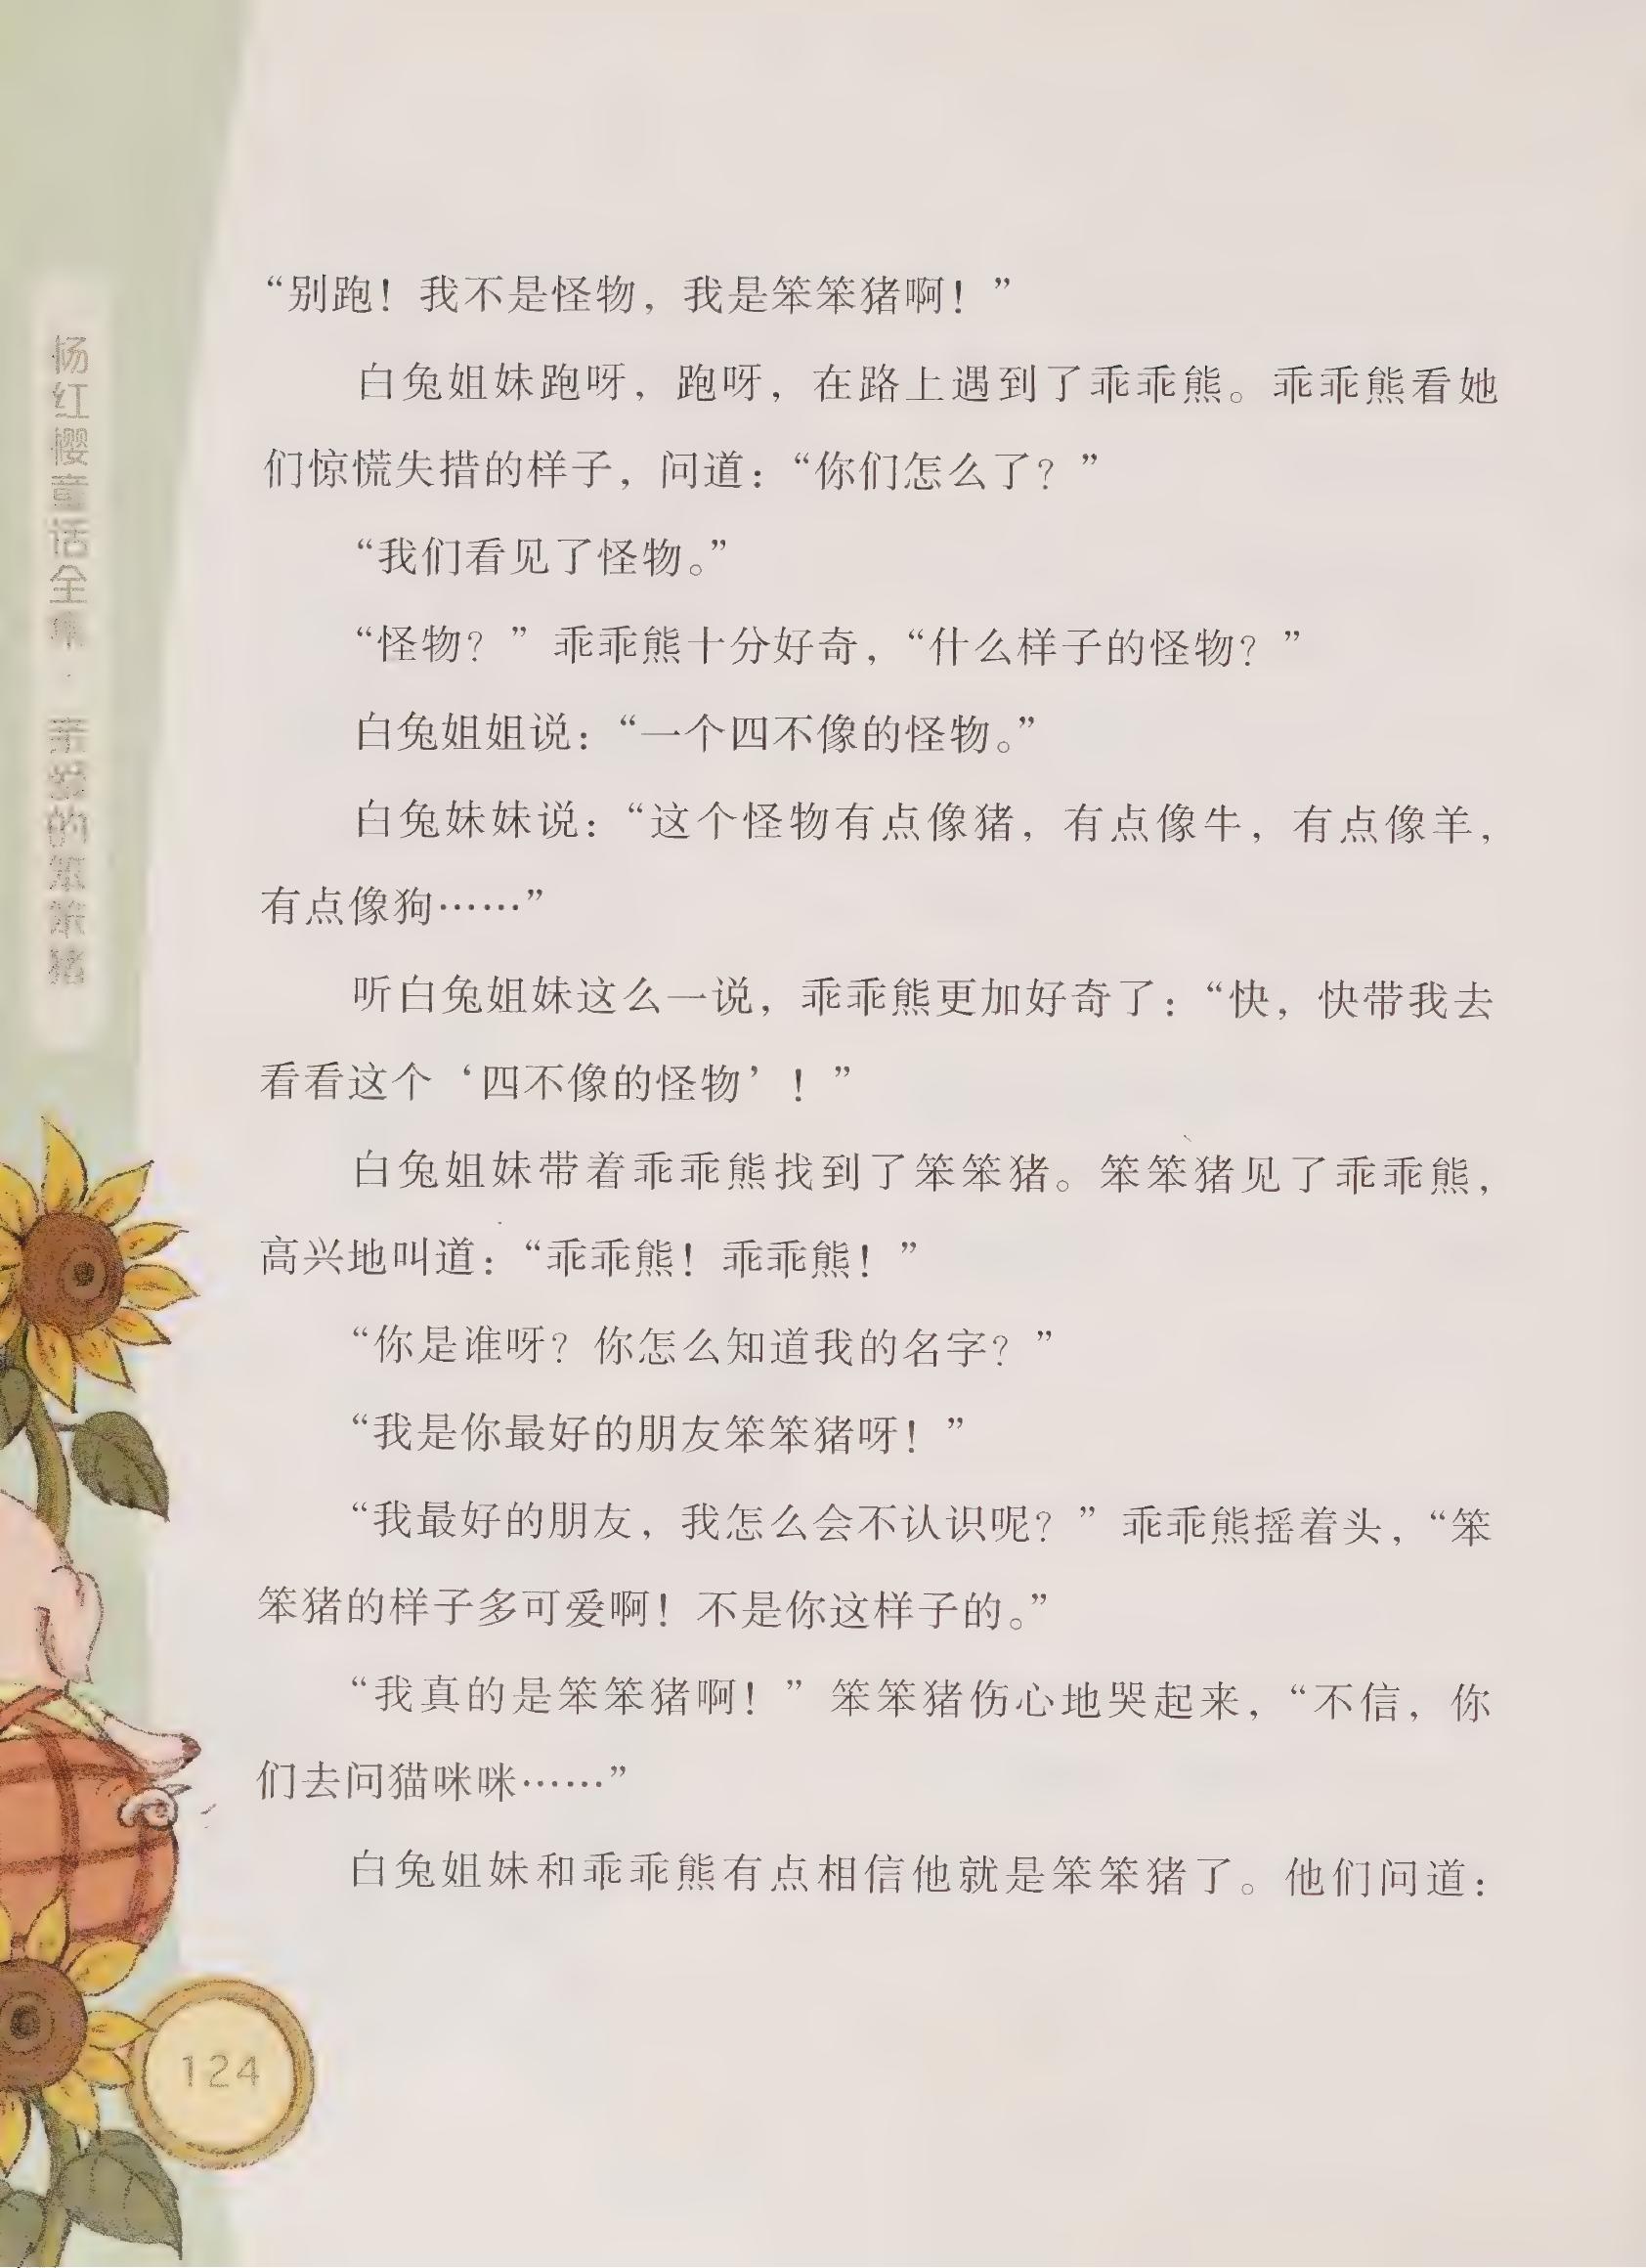 杨红樱童话全集·亲爱的笨笨猪
“别跑！我不是怪物，我是笨笨猪啊！”
白兔姐妹跑呀，跑呀，在路上遇到了乖乖熊。乖乖熊看她
们惊慌失措的样子，问道：“你们怎么了？”
“我们看见了怪物。”
“怪物？”乖乖熊十分好奇，“什么样子的怪物？”
白兔姐姐说：“一个四不像的怪物。”
白兔妹妹说：“这个怪物有点像猪，有点像牛，有点像羊，
有点像狗……”
听白兔姐妹这么一说，乖乖熊更加好奇了：“快，快带我去
看看这个‘四不像的怪物’！”
白兔姐妹带着乖乖熊找到了笨笨猪。笨笨猪见了乖乖熊，
高兴地叫道：“乖乖熊！乖乖熊！”
“你是谁呀？你怎么知道我的名字？”
“我是你最好的朋友笨笨猪呀！”
“我最好的朋友，我怎么会不认识呢？”乖乖熊摇着头，“笨
笨猪的样子多可爱啊！不是你这样子的。”
“我真的是笨笨猪啊！”笨笨猪伤心地哭起来，“不信，你
们去问猫咪咪……”
白兔姐妹和乖乖熊有点相信他就是笨笨猪了。他们问道：
124